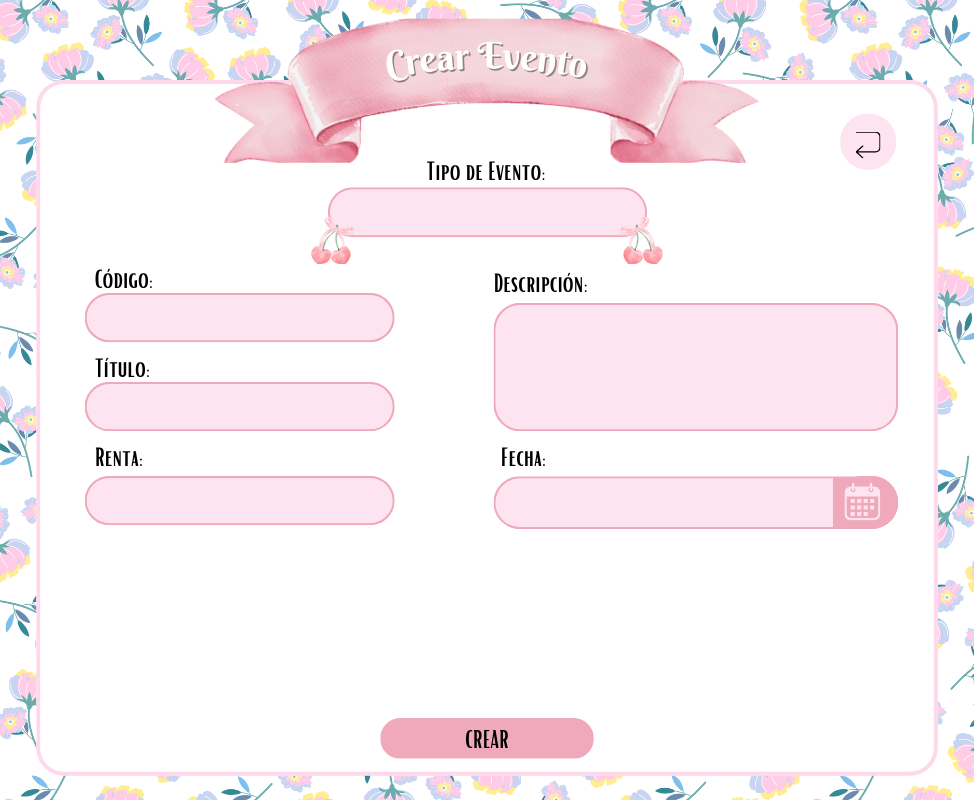 Crear Evento
Tipo de Evento:
Código:
Título:
Renta:
Descripción:
Fecha:
CREAR